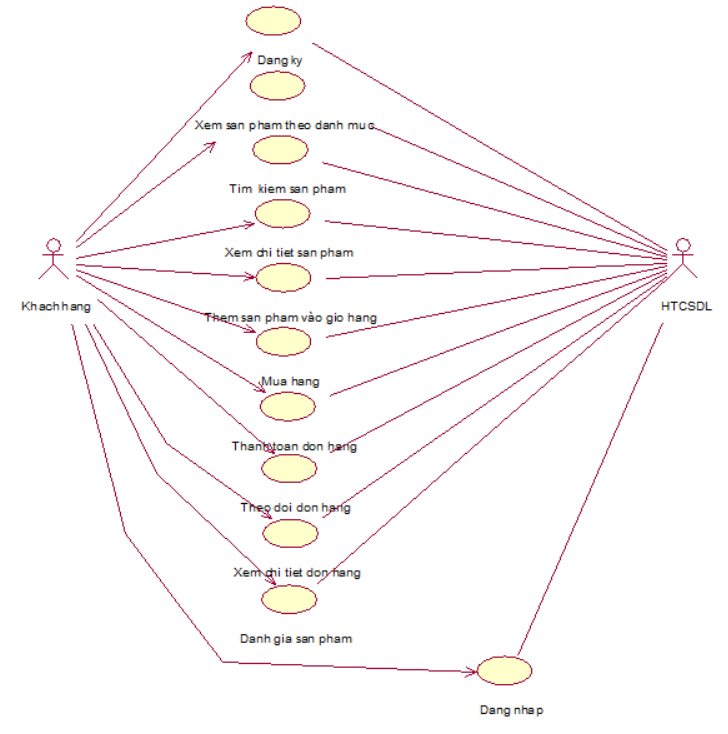 Dang ky
Xem san pham theo danh muc
Tim kiem san pham
Xem chi tiet san pham
Khach hang
HTCSDL
Them san pham vào gio hang
Mua hang
Thanh toan don hang
Theo doi don hang
Xem chi tiet don hang
Danh gia san pham
Dang nhap